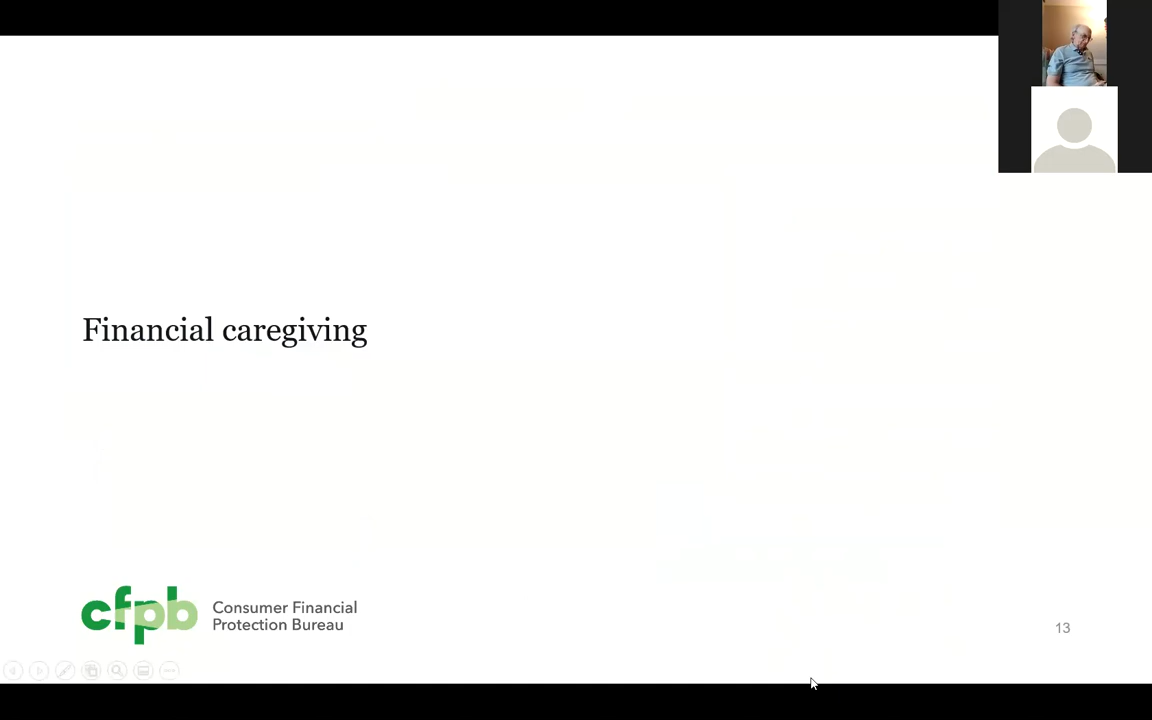 Financial caregiving
cfpb
Consumer Financial
Protection Bureau
13